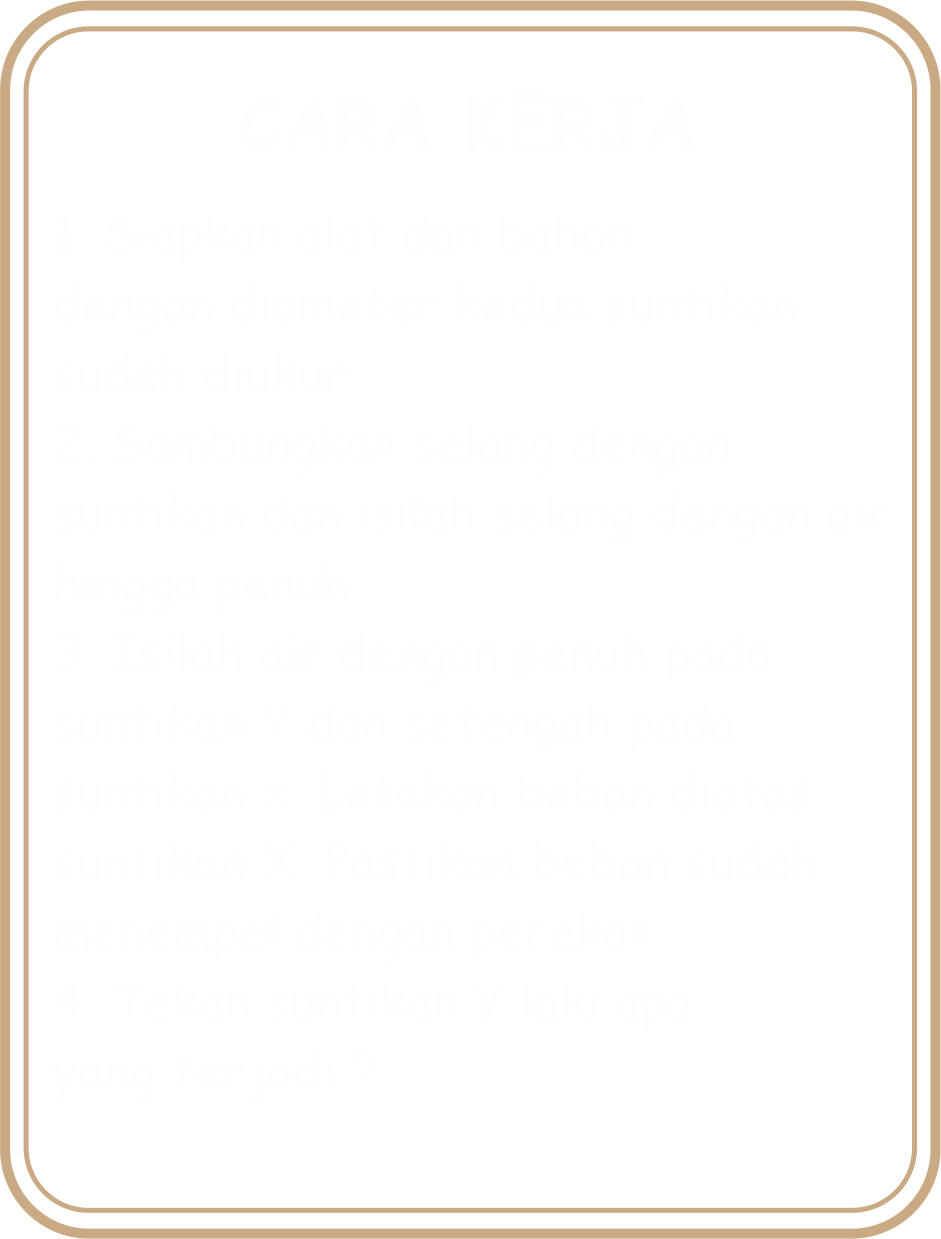 CARA KERJA
1. Siapkan alat dan bahan
dengan diameter kedua suntikan
sudah diukur
2. Sambungkan selang dengan
suntikan dan isilah selang dengan air
hingga penuh
3. Isilah air dengan penuh pada
suntikan Y dan setengah pada
suntikan X. Letakan beban diatas
suntikan X. Pastikan beban sudah
menempel dengan perekat
4. Tekan suntikan Y lalu apa
yang terjadi ?